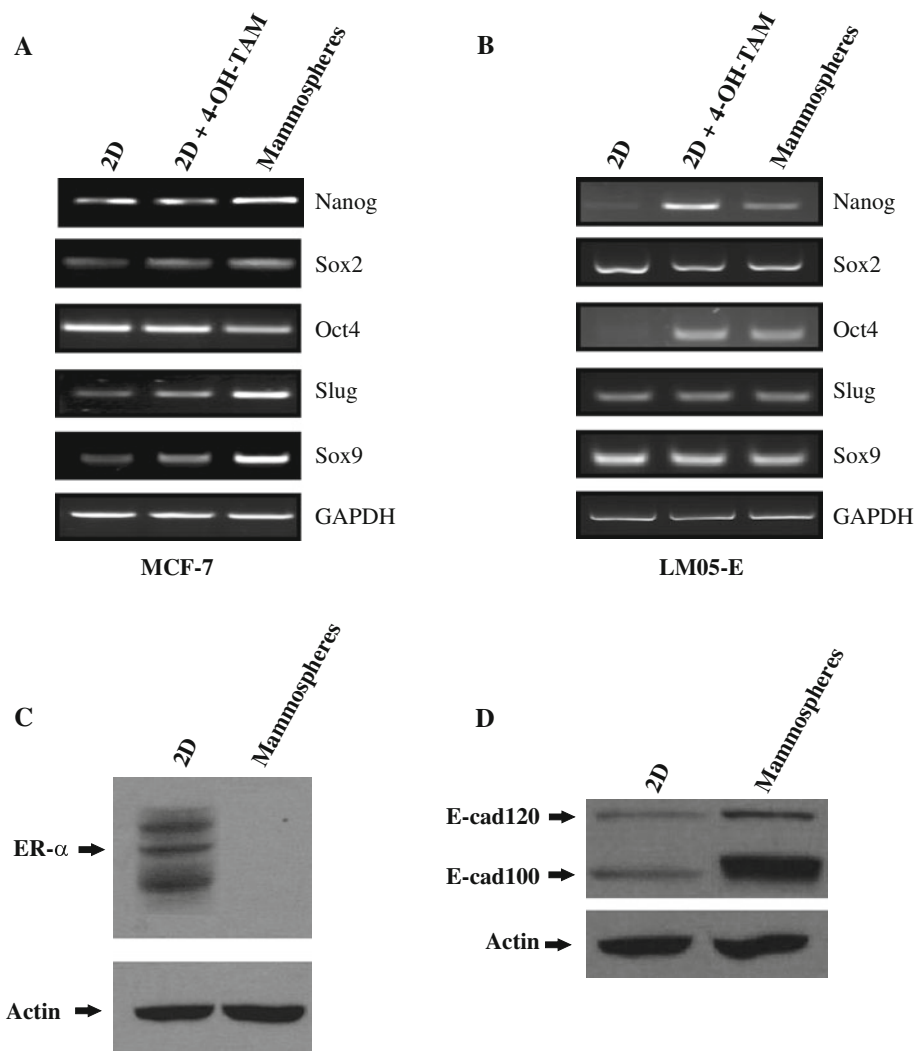 A
2D
2D + 4-OH-TAM
Mammospheres
Nanog
Sox2
Oct4
Slug
Sox9
GAPDH
MCF-7
B
2D
2D + 4-OH-TAM
Mammospheres
Nanog
Sox2
Oct4
Slug
Sox9
GAPDH
LM05-E
C
2D
Mammospheres
ER-α
Actin
D
2D
Mammospheres
E-cad120
E-cad100
Actin